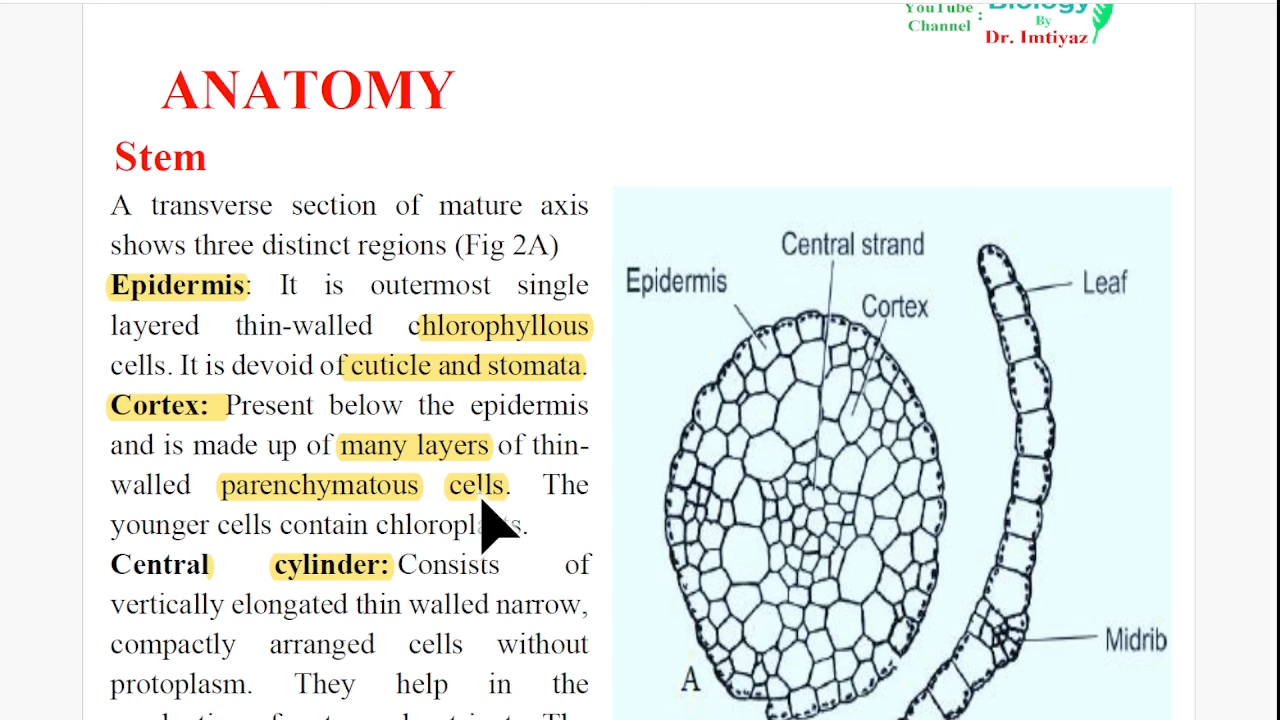 YouTube
Channel :
Biology
By
Dr. Imtiyaz
ANATOMY
Stem
A transverse section of mature axis
shows three distinct regions (Fig 2A)
Epidermis: It is outermost single
layered thin-walled chlorophyllous
cells. It is devoid of cuticle and stomata.
Cortex: Present below the epidermis
and is made up of many layers of thin-
walled parenchymatous cells. The
younger cells contain chloroplasts.
Central cylinder: Consists of
vertically elongated thin walled narrow,
compactly arranged cells without
protoplasm. They help in the
Central strand
Epidermis
Cortex
Leaf
Midrib
A